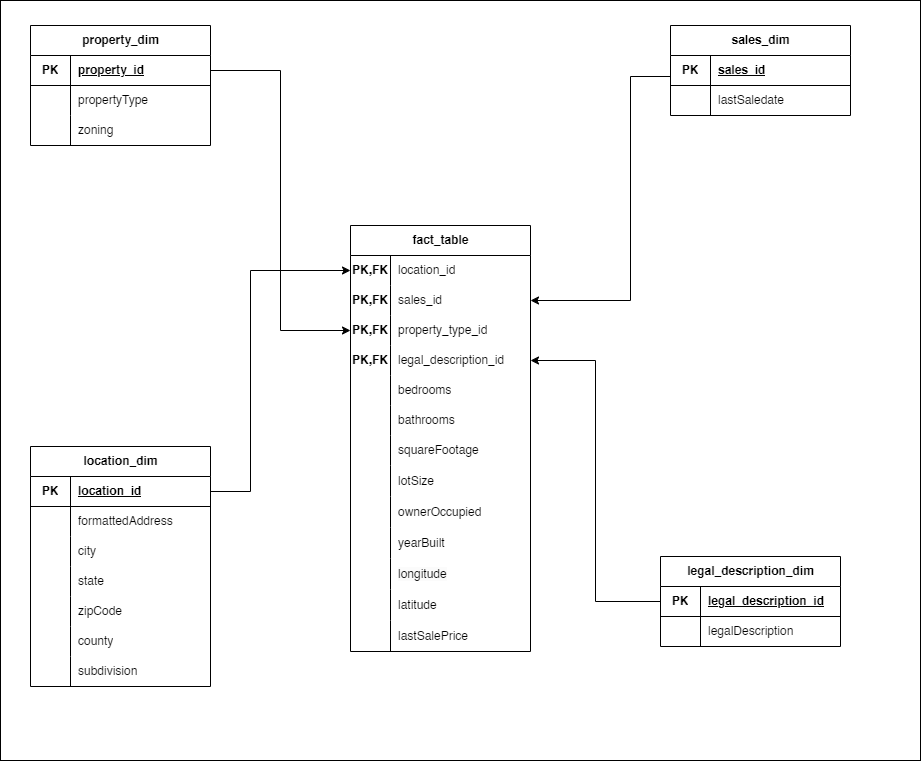 property_dim
PK property_id
propertyType
zoning
sales_dim
PK sales_id
lastSaledate
fact_table
PK,FK location_id
PK,FK sales_id
PK,FK property_type_id
PK,FK legal_description_id
bedrooms
bathrooms
squareFootage
lotSize
ownerOccupied
yearBuilt
longitude
latitude
lastSalePrice
location_dim
PK location_id
formattedAddress
city
state
zipCode
county
subdivision
legal_description_dim
PK legal_description_id
legalDescription